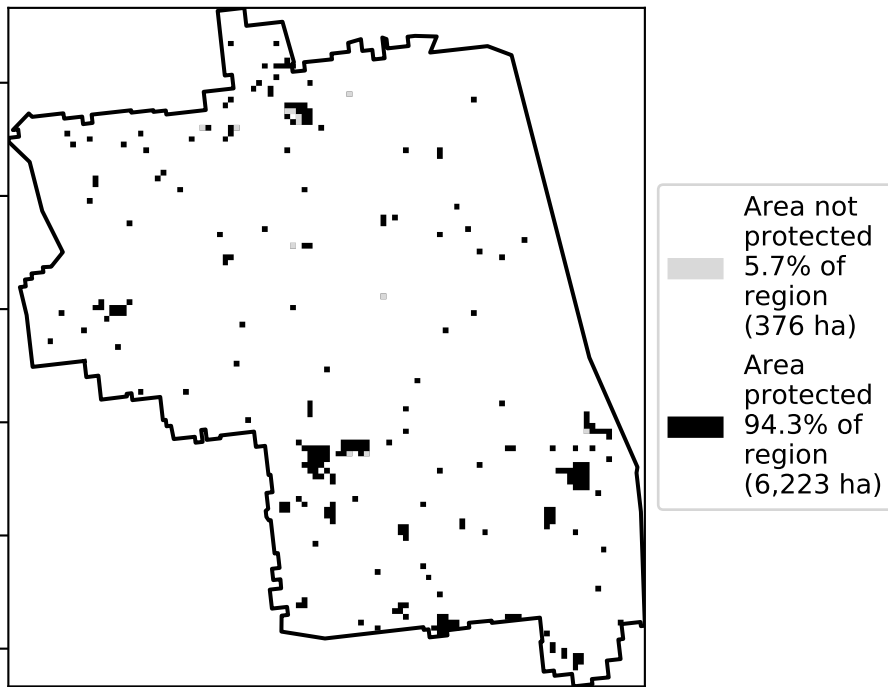 Area not
protected
5.7% of
region
(376 ha)
Area
protected
94.3% of
region
(6,223 ha)